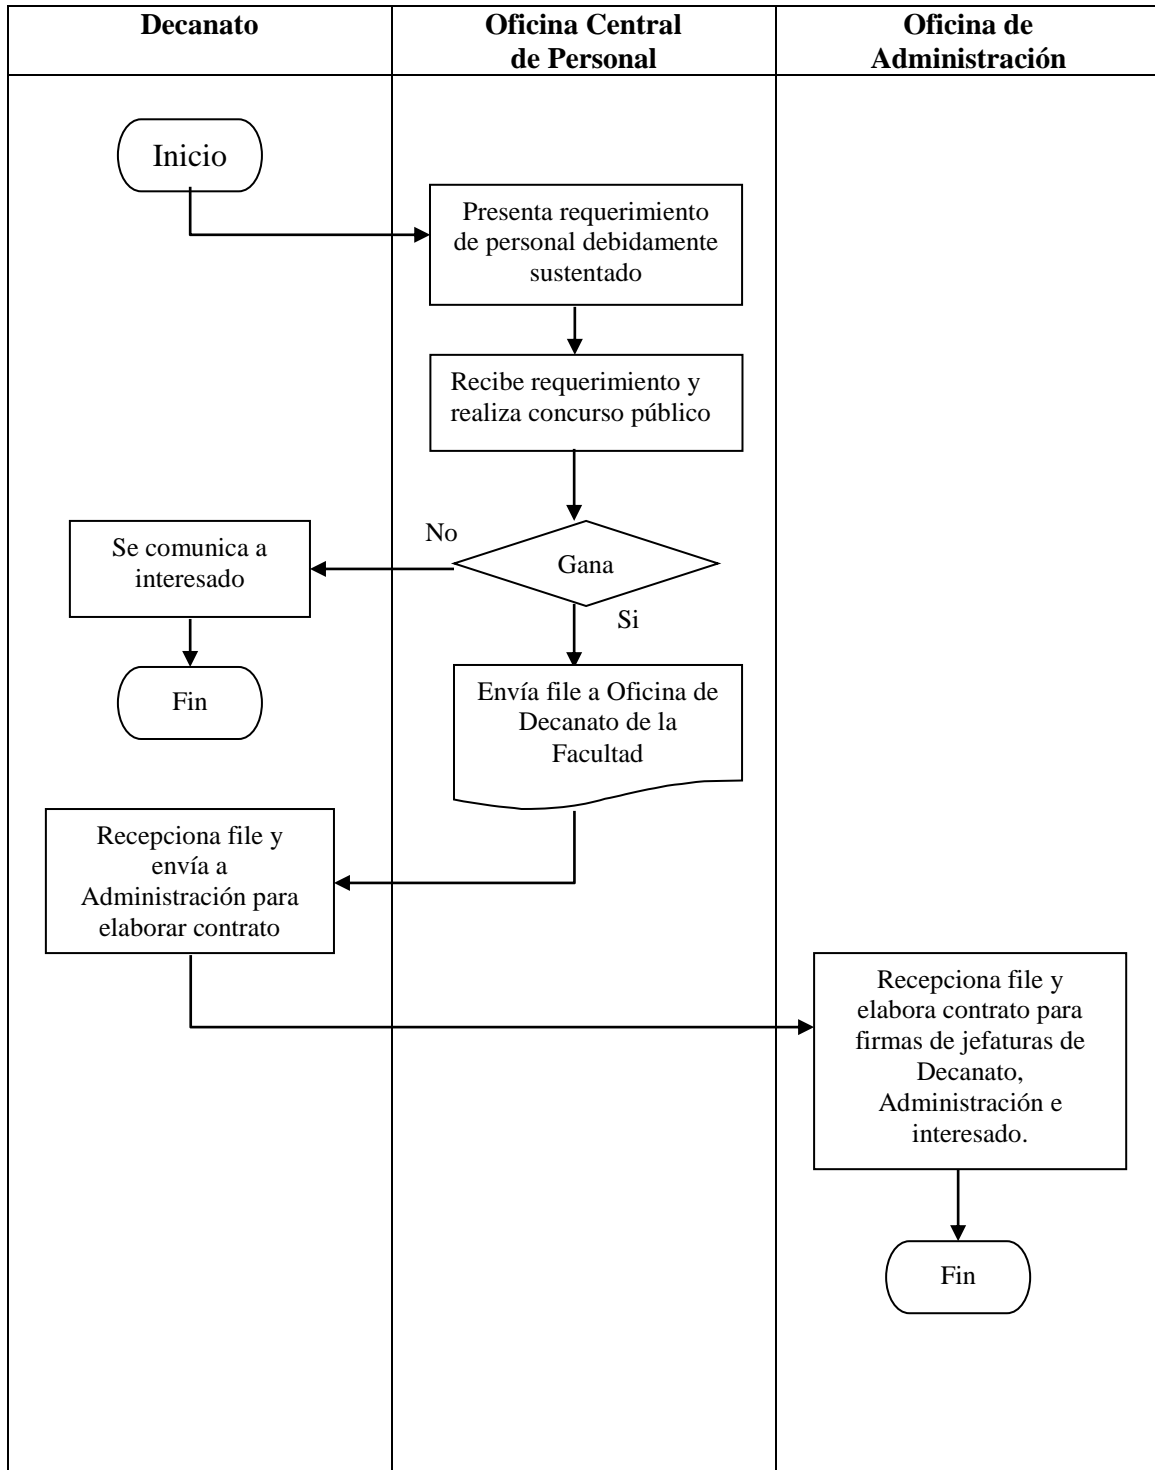 Decanato
Oficina Central
de Personal
Oficina de
Administración
Inicio
Presenta requerimiento
de personal debidamente
sustentado
Recibe requerimiento y
realiza concurso público
No
Se comunica a
interesado
Gana
Si
Fin
Envía file a Oficina de
Decanato de la
Facultad
Recepciona file y
envía a
Administración para
elaborar contrato
Recepciona file y
elabora contrato para
firmas de jefaturas de
Decanato,
Administración e
interesado.
Fin